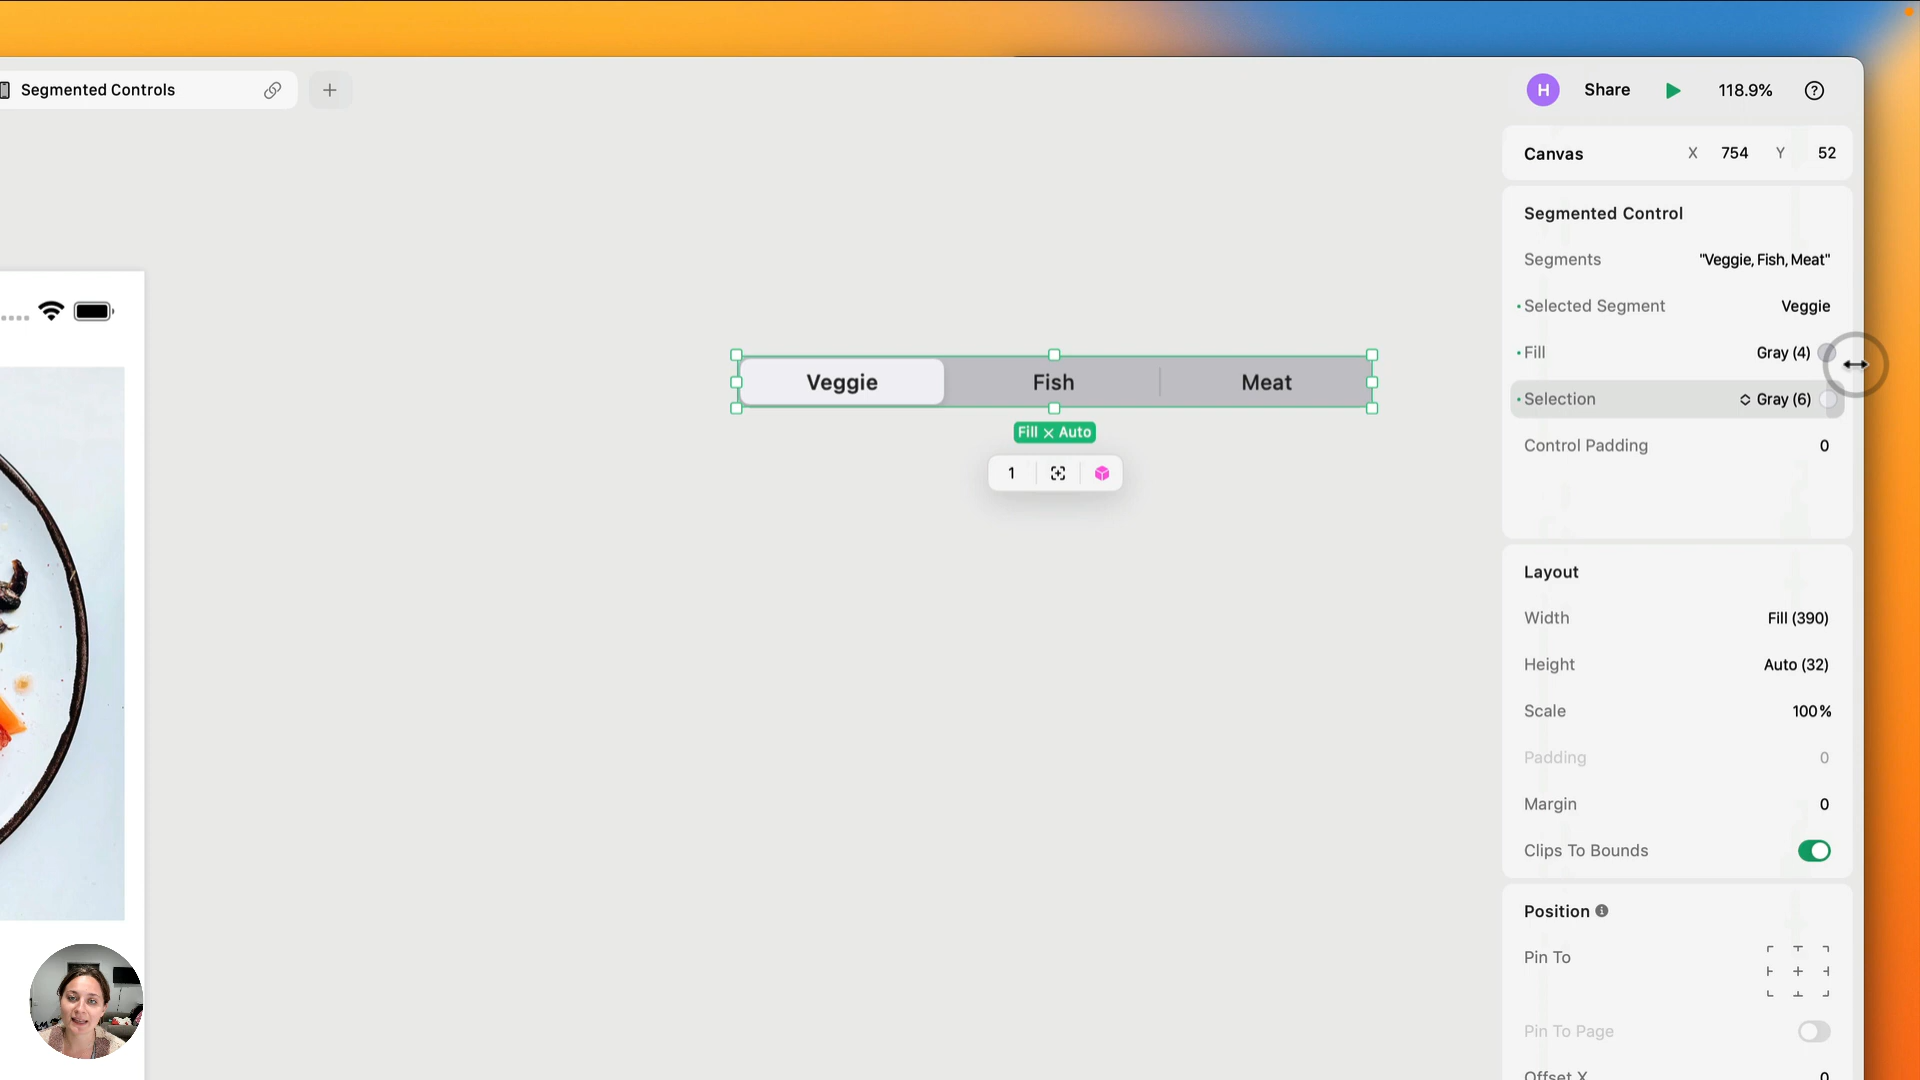 Segmented Controls
H Share 118.9%
Canvas X 754 Y 52
Segmented Control
Segments "Veggie, Fish, Meat"
Selected Segment Veggie
Fill Gray (4)
Selection Gray (6)
Control Padding 0
Veggie Fish Meat
Fill × Auto
1
Layout
Width Fill (390)
Height Auto (32)
Scale 100%
Padding 0
Margin 0
Clips To Bounds
Position
Pin To
Pin To Page
Offset X 0